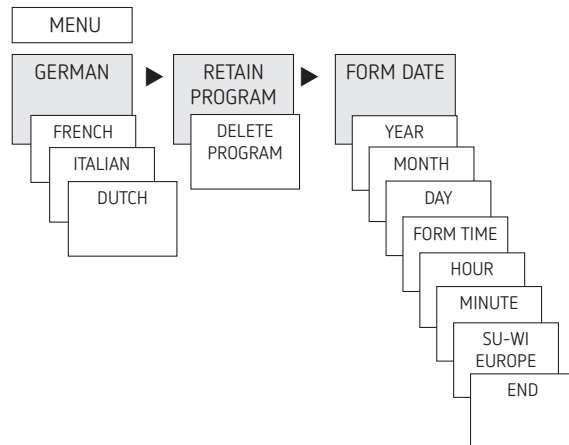 MENU
GERMAN
FRENCH
ITALIAN
DUTCH
RETAIN
PROGRAM
DELETE
PROGRAM
FORM DATE
YEAR
MONTH
DAY
FORM TIME
HOUR
MINUTE
SU-WI
EUROPE
END